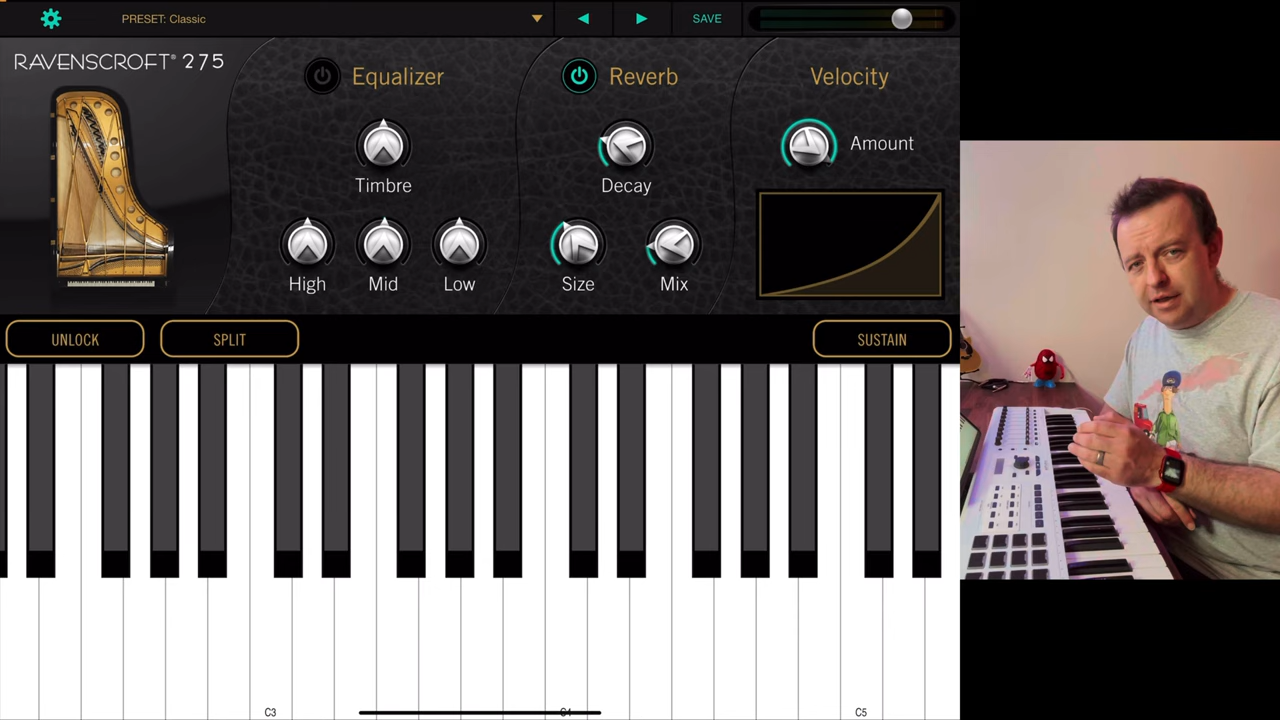 PRESET: Classic
SAVE
RAVENSCROFT® 275
Equalizer
Reverb
Velocity
Timbre
Decay
Amount
High
Mid
Low
Size
Mix
UNLOCK
SPLIT
SUSTAIN
C3
C4
C5